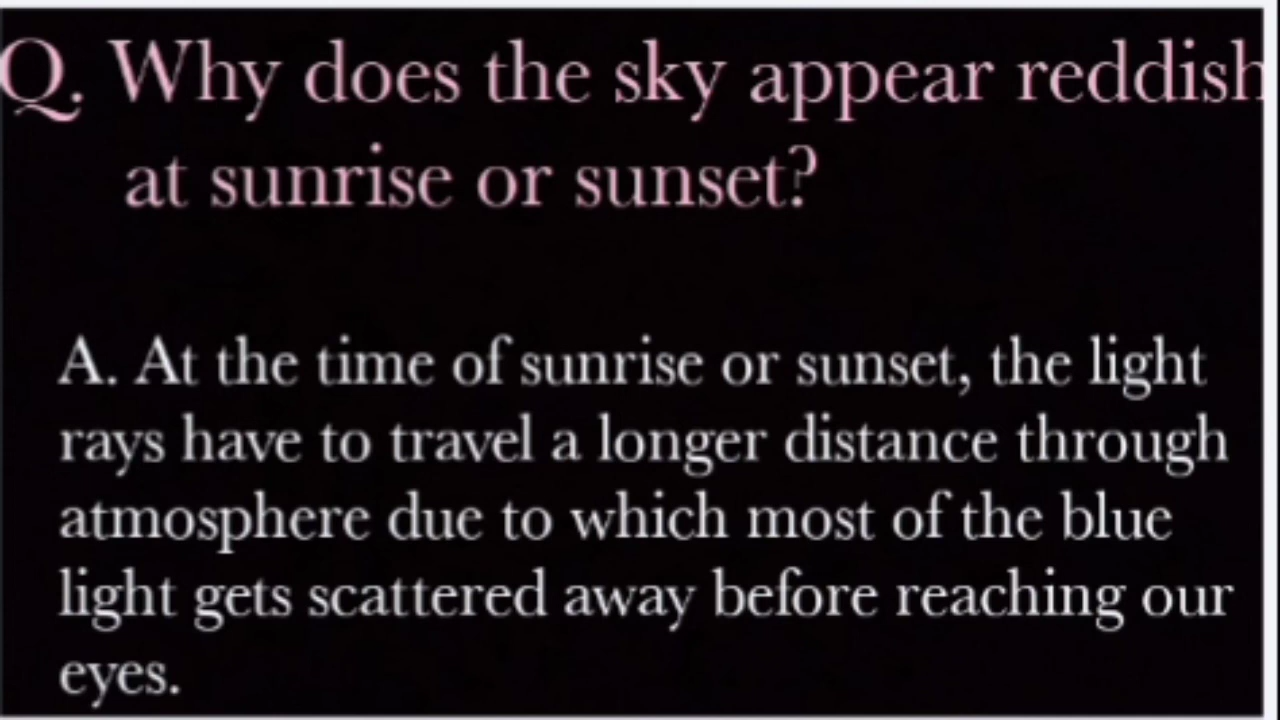 Q. Why does the sky appear reddish
at sunrise or sunset?
A. At the time of sunrise or sunset, the light
rays have to travel a longer distance through
atmosphere due to which most of the blue
light gets scattered away before reaching our
eyes.